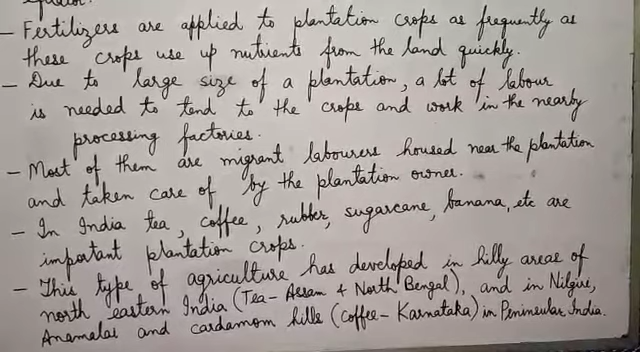 – Fertilizers are applied to plantation crops as frequently as
these crops use up nutrients from the land quickly.
– Due to large size of a plantation, a lot of labour
is needed to tend to the crops and work in the nearby
processing factories.
– Most of them are migrant labourers housed near the plantation
and taken care of by the plantation owner.
– In India tea, coffee, rubber, sugarcane, banana, etc are
important plantation crops.
– This type of agriculture has developed in hilly areas of
north eastern India (Tea – Assam & North Bengal), and in Nilgiri,
Anamalai and cardamom hills (coffee – Karnataka) in Peninsular India.